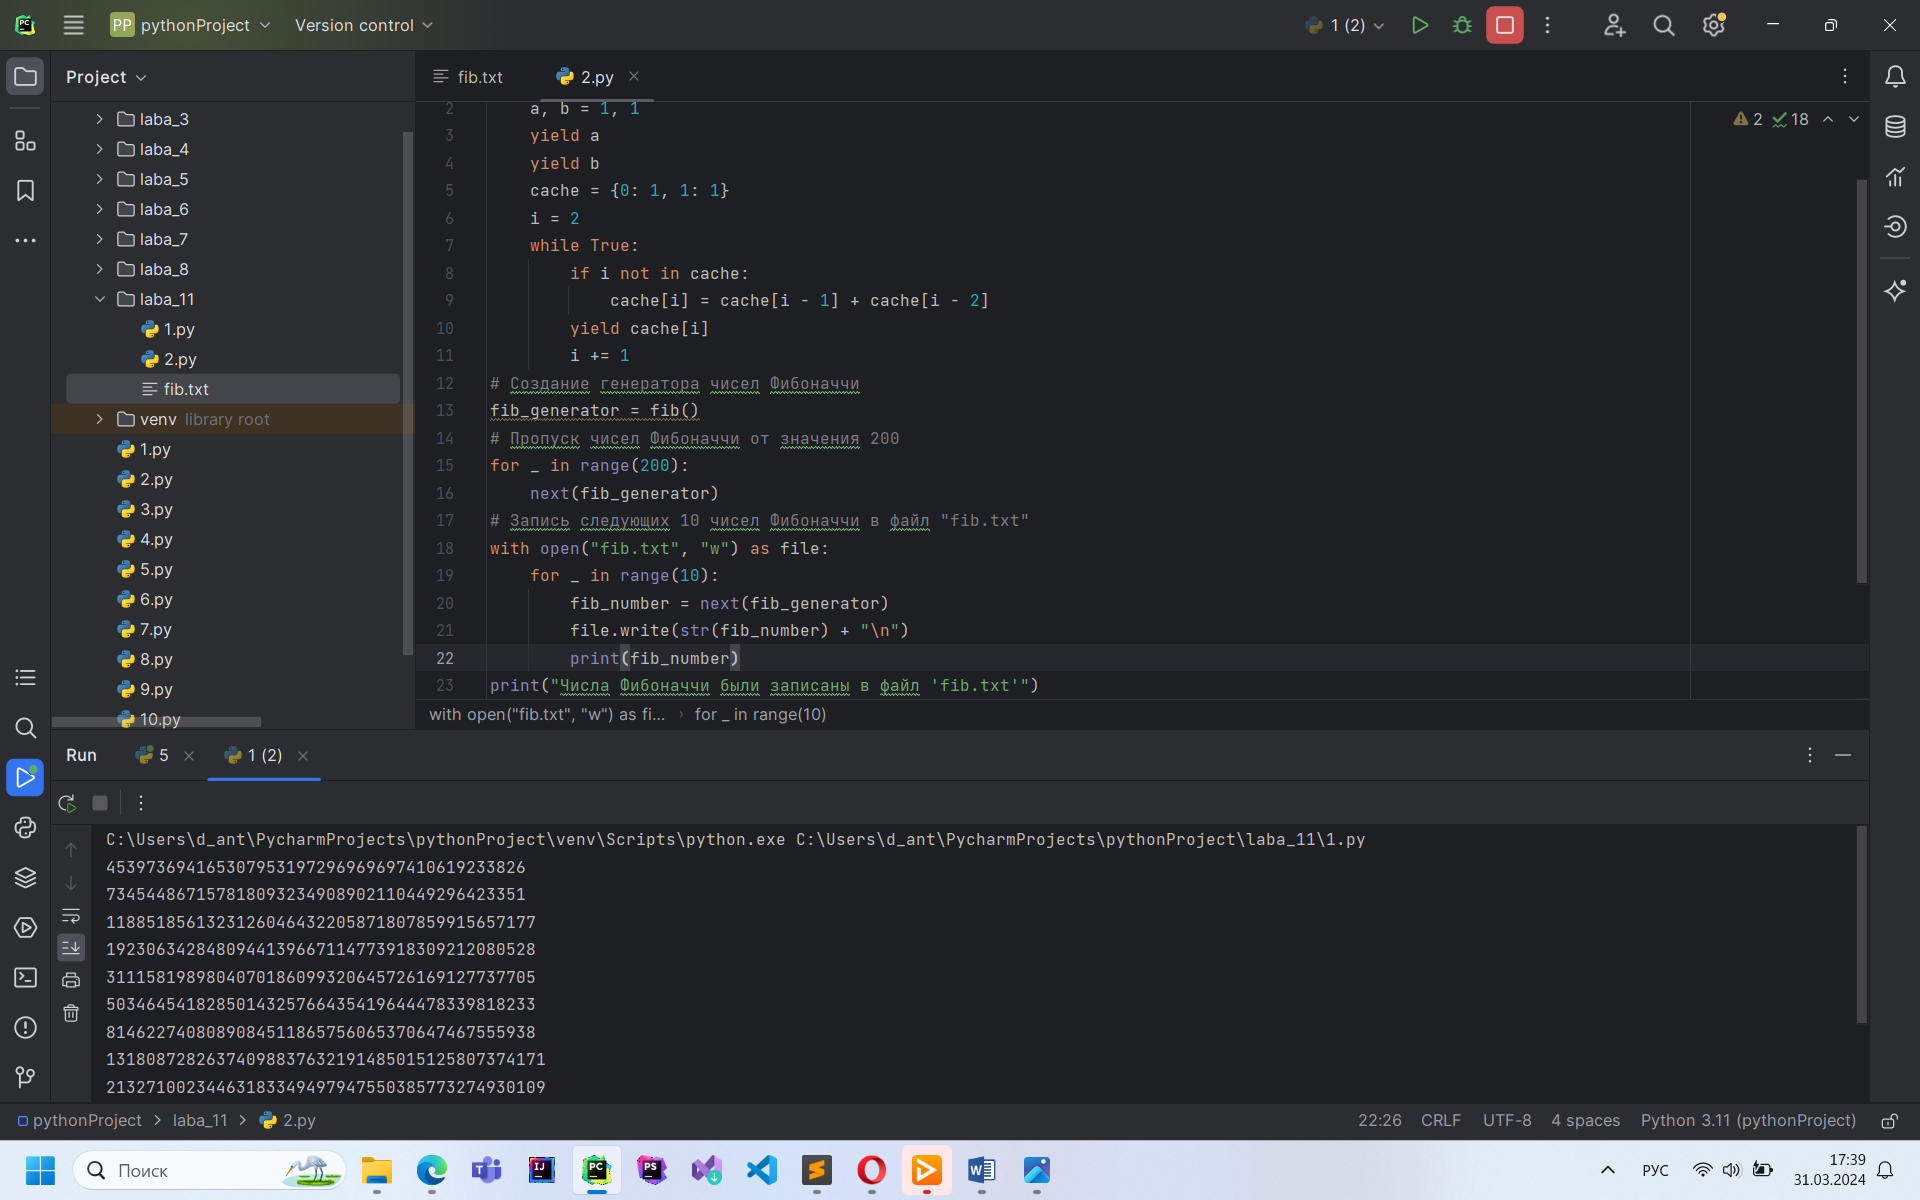 PP pythonProject Version control 1 (2)
Project
fib.txt 2.py
laba_3
laba_4
laba_5
laba_6
laba_7
laba_8
laba_11
1.py
2.py
fib.txt
venv library root
1.py
2.py
3.py
4.py
5.py
6.py
7.py
8.py
9.py
10.py
2 18
2 a, b = 1, 1
3 yield a
4 yield b
5 cache = {0: 1, 1: 1}
6 i = 2
7 while True:
8 if i not in cache:
9 cache[i] = cache[i - 1] + cache[i - 2]
10 yield cache[i]
11 i += 1
12 # Создание генератора чисел Фибоначчи
13 fib_generator = fib()
14 # Пропуск чисел Фибоначчи от значения 200
15 for _ in range(200):
16 next(fib_generator)
17 # Запись следующих 10 чисел Фибоначчи в файл "fib.txt"
18 with open("fib.txt", "w") as file:
19 for _ in range(10):
20 fib_number = next(fib_generator)
21 file.write(str(fib_number) + "\n")
22 print(fib_number)
23 print("Числа Фибоначчи были записаны в файл 'fib.txt'")
with open("fib.txt", "w") as fi... › for _ in range(10)
Run 5 1 (2)
C:\Users\d_ant\PycharmProjects\pythonProject\venv\Scripts\python.exe C:\Users\d_ant\PycharmProjects\pythonProject\laba_11\1.py
453973694165307953197296969697410619233826
734544867157818093234908902110449296423351
1188518561323126046432205871807859915657177
1923063428480944139667114773918309212080528
3111581989804070186099320645726169127737705
5034645418285014325766435419644478339818233
8146227408089084511865756065370647467555938
13180872826374098837632191485015125807374171
21327100234463183349497947550385773274930109
pythonProject > laba_11 > 2.py
22:26 CRLF UTF-8 4 spaces Python 3.11 (pythonProject)
Поиск
РУС
17:39
31.03.2024